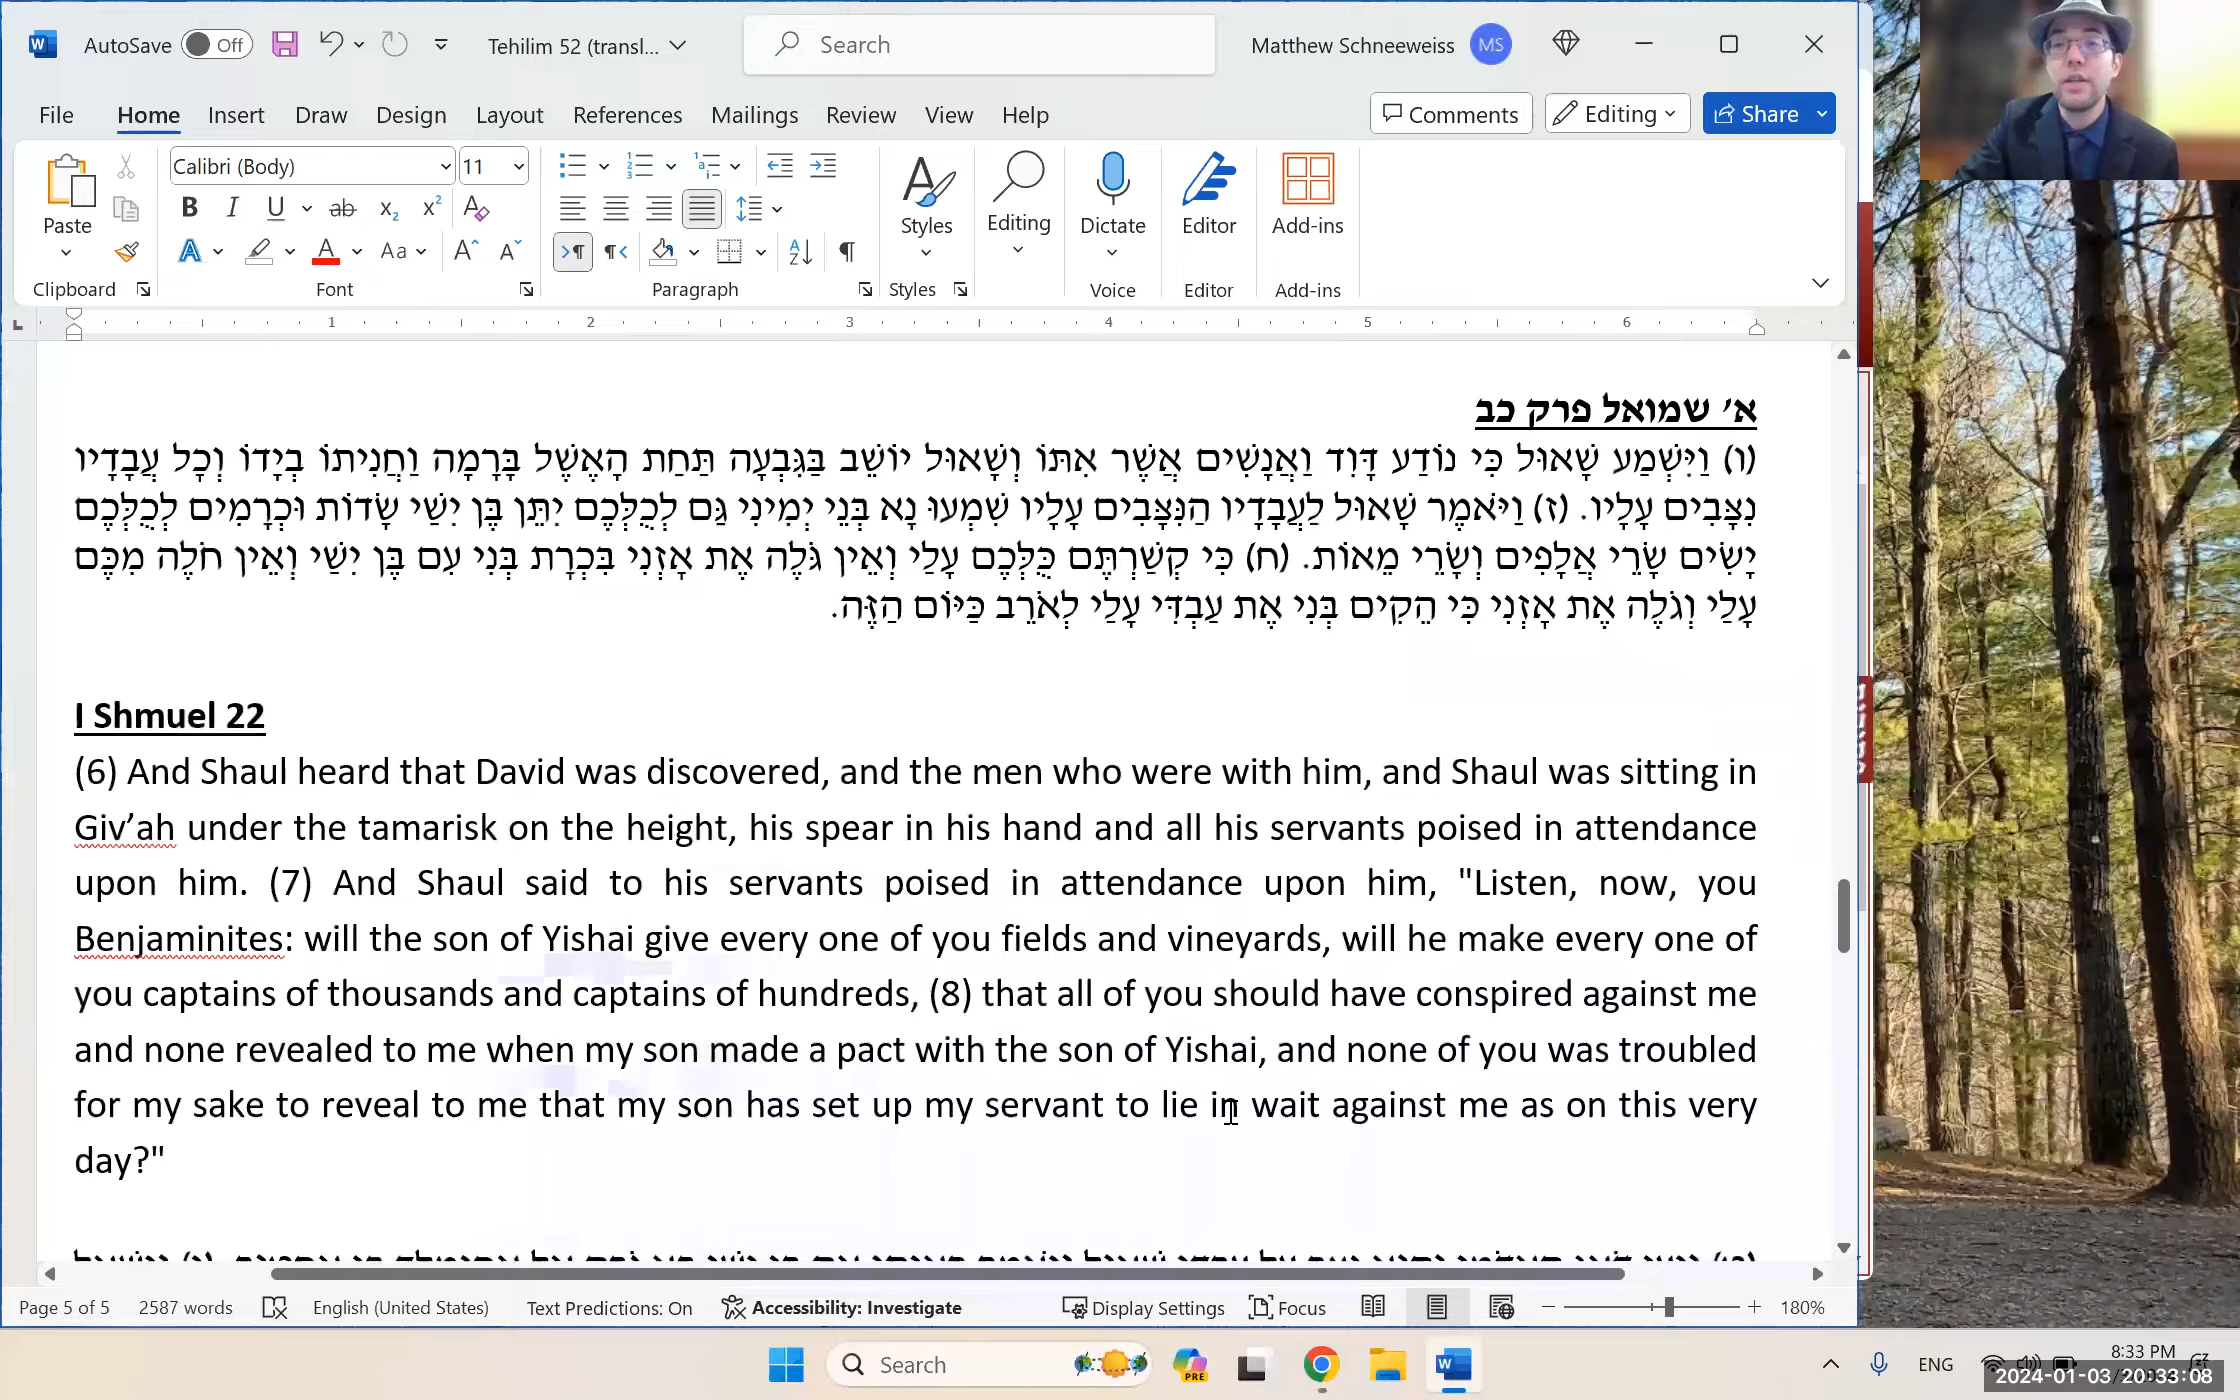 AutoSave Off Tehilim 52 (transl... Search Matthew Schneeweiss MS
File Home Insert Draw Design Layout References Mailings Review View Help Comments Editing Share
Calibri (Body) 11
Paste Styles Editing Dictate Editor Add-ins
Clipboard Font Paragraph Styles Voice Editor Add-ins
1 2 3 4 5 6
א' שמואל פרק כב
(ו) וַיִּשְׁמַע שָׁאוּל כִּי נוֹדַע דָּוִד וַאֲנָשִׁים אֲשֶׁר אִתּוֹ וְשָׁאוּל יוֹשֵׁב בַּגִּבְעָה תַּחַת הָאֶשֶׁל בָּרָמָה וַחֲנִיתוֹ בְיָדוֹ וְכָל עֲבָדָיו
נִצָּבִים עָלָיו. (ז) וַיֹּאמֶר שָׁאוּל לַעֲבָדָיו הַנִּצָּבִים עָלָיו שִׁמְעוּ נָא בְּנֵי יְמִינִי גַּם לְכֻלְּכֶם יִתֵּן בֶּן יִשַׁי שָׂדוֹת וּכְרָמִים לְכֻלְּכֶם
יָשִׂים שָׂרֵי אֲלָפִים וְשָׂרֵי מֵאוֹת. (ח) כִּי קְשַׁרְתֶּם כֻּלְּכֶם עָלַי וְאֵין גֹּלֶה אֶת אָזְנִי בִּכְרָת בְּנִי עִם בֶּן יִשַׁי וְאֵין חֹלֶה מִכֶּם
עָלַי וְגֹלֶה אֶת אָזְנִי כִּי הֵקִים בְּנִי אֶת עַבְדִּי עָלַי לְאֹרֵב כַּיּוֹם הַזֶּה.
I Shmuel 22
(6) And Shaul heard that David was discovered, and the men who were with him, and Shaul was sitting in
Giv’ah under the tamarisk on the height, his spear in his hand and all his servants poised in attendance
upon him. (7) And Shaul said to his servants poised in attendance upon him, "Listen, now, you
Benjaminites: will the son of Yishai give every one of you fields and vineyards, will he make every one of
you captains of thousands and captains of hundreds, (8) that all of you should have conspired against me
and none revealed to me when my son made a pact with the son of Yishai, and none of you was troubled
for my sake to reveal to me that my son has set up my servant to lie in wait against me as on this very
day?"
Page 5 of 5 2587 words English (United States) Text Predictions: On Accessibility: Investigate Display Settings Focus 180%
Search ENG 8:33 PM
2024-01-03 20:33:08